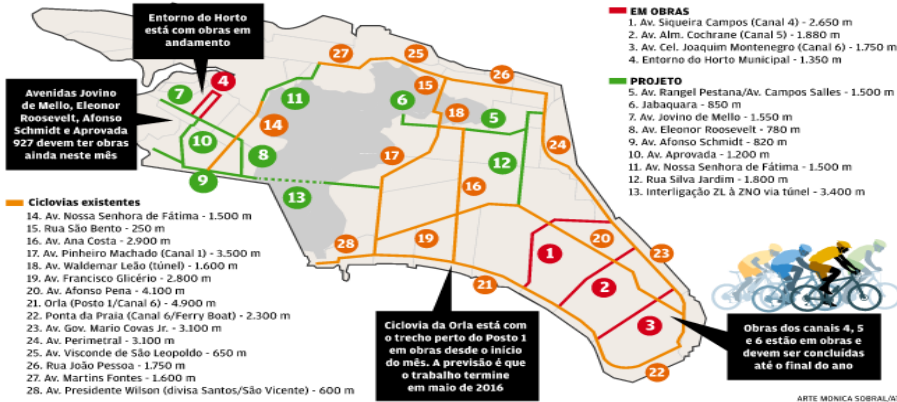 Entorno do Horto
está com obras em
andamento
Avenidas Jovino
de Mello, Eleonor
Roosevelt, Afonso
Schmidt e Aprovada
927 devem ter obras
ainda neste mês
EM OBRAS
1. Av. Siqueira Campos (Canal 4) - 2.650 m
2. Av. Alm. Cochrane (Canal 5) - 1.880 m
3. Av. Cel. Joaquim Montenegro (Canal 6) - 1.750 m
4. Entorno do Horto Municipal - 1.350 m
PROJETO
5. Av. Rangel Pestana/Av. Campos Salles - 1.500 m
6. Jabaquara - 850 m
7. Av. Jovino de Mello - 1.550 m
8. Av. Eleonor Roosevelt - 780 m
9. Av. Afonso Schmidt - 820 m
10. Av. Aprovada - 1.200 m
11. Av. Nossa Senhora de Fátima - 1.500 m
12. Rua Silva Jardim - 1.800 m
13. Interligação ZL à ZNO via túnel - 3.400 m
27
25
26
4
7
11
15
6
18
5
14
10
8
17
12
24
9
13
16
28
19
20
23
1
21
2
3
22
Ciclovias existentes
14. Av. Nossa Senhora de Fátima - 1.500 m
15. Rua São Bento - 250 m
16. Av. Ana Costa - 2.900 m
17. Av. Pinheiro Machado (Canal 1) - 3.500 m
18. Av. Waldemar Leão (túnel) - 1.600 m
19. Av. Francisco Glicério - 2.800 m
20. Av. Afonso Pena - 4.100 m
21. Orla (Posto 1/Canal 6) - 4.900 m
22. Ponta da Praia (Canal 6/Ferry Boat) - 2.300 m
23. Av. Gov. Mario Covas Jr. - 3.100 m
24. Av. Perimetral - 3.100 m
25. Av. Visconde de São Leopoldo - 650 m
26. Rua João Pessoa - 1.750 m
27. Av. Martins Fontes - 1.600 m
28. Av. Presidente Wilson (divisa Santos/São Vicente) - 600 m
Ciclovia da Orla está com
o trecho perto do Posto 1
em obras desde o início
do mês. A previsão é que
o trabalho termine
em maio de 2016
Obras dos canais 4, 5
e 6 estão em obras e
devem ser concluídas
até o final do ano
ARTE MONICA SOBRAL/AT